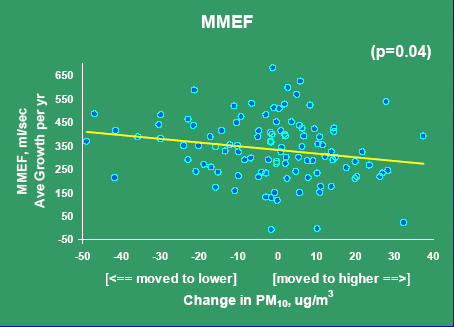 MMEF
(p=0.04)
MMEF, ml/sec
Ave Growth per yr
650
550
450
350
250
150
50
-50
-50 -40 -30 -20 -10 0 10 20 30 40
[<== moved to lower] [moved to higher ==>]
Change in PM10, ug/m3